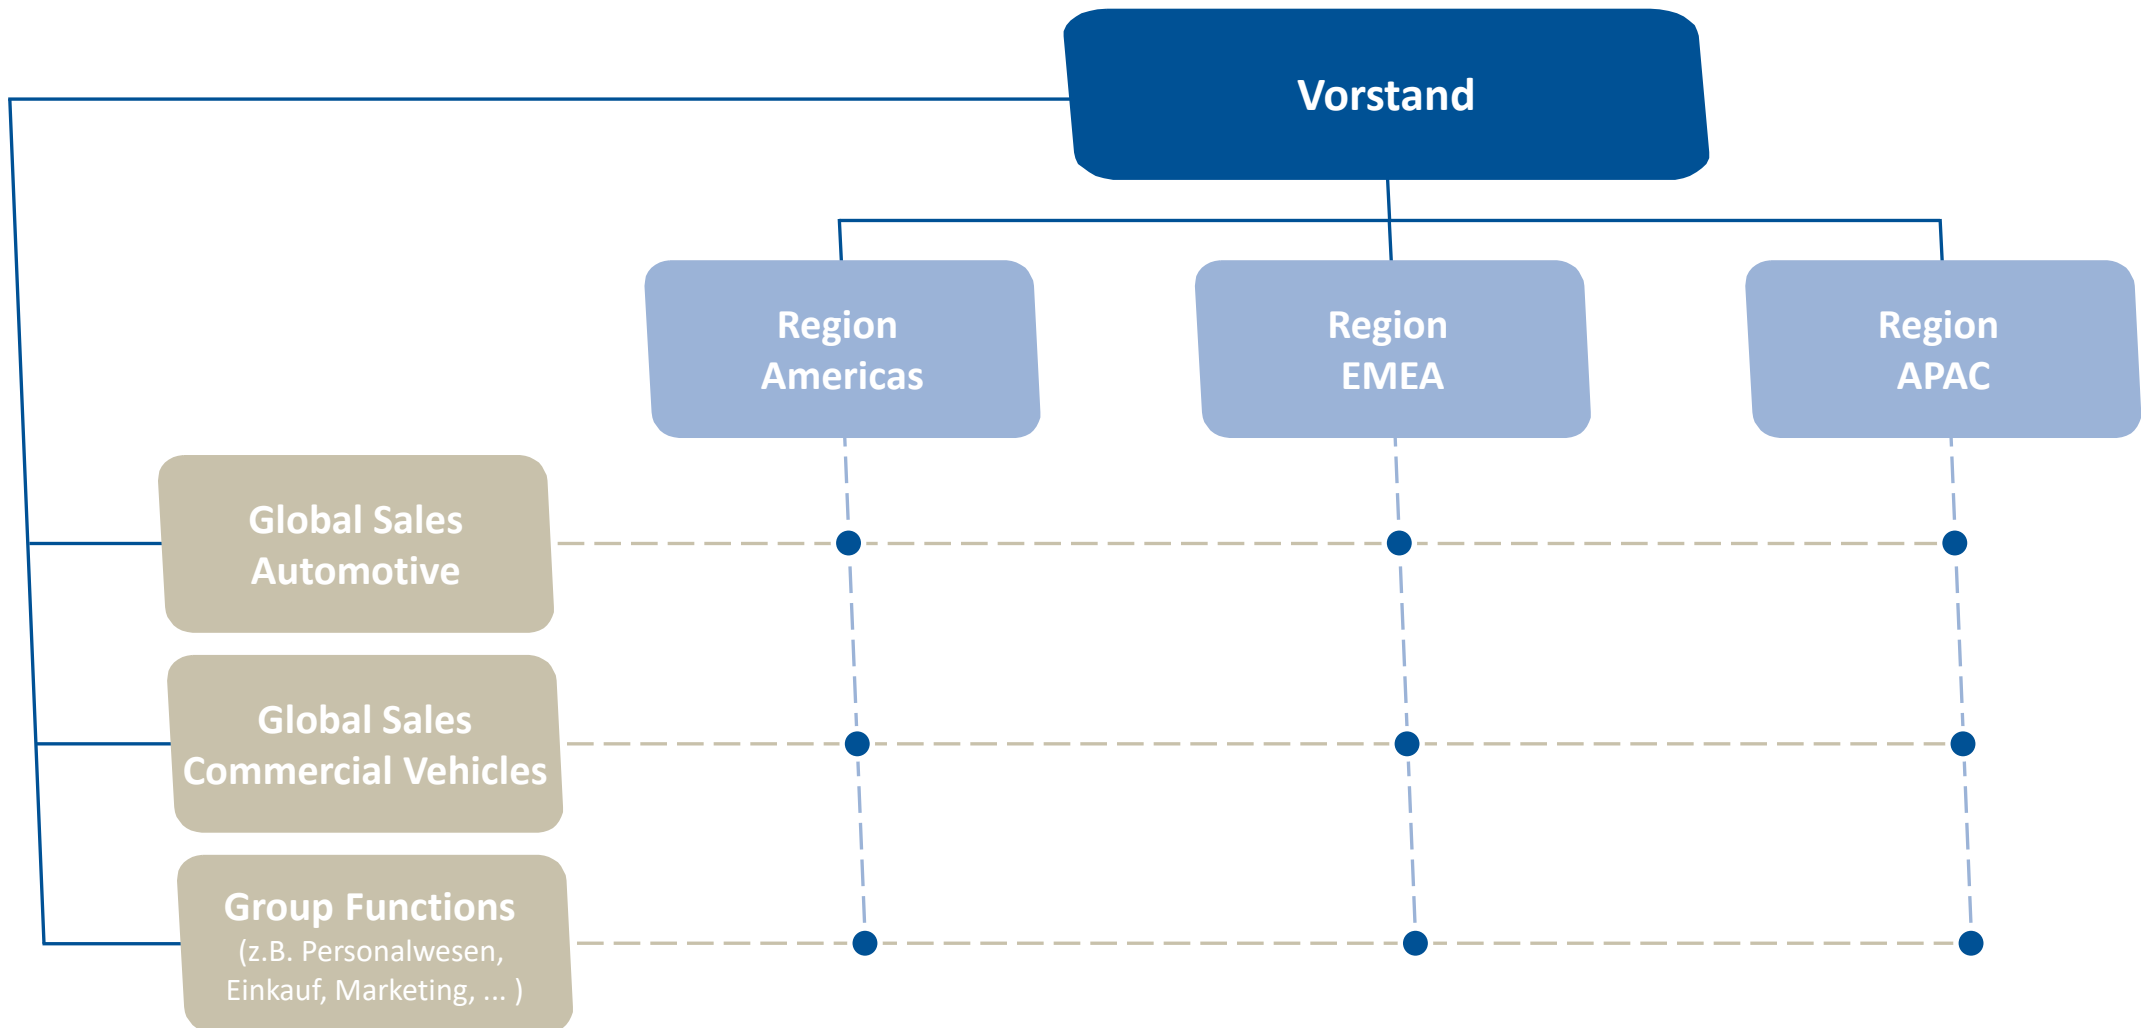 Vorstand
Region
Americas
Region
EMEA
Region
APAC
Global Sales
Automotive
Global Sales
Commercial Vehicles
Group Functions
(z.B. Personalwesen,
Einkauf, Marketing, ... )